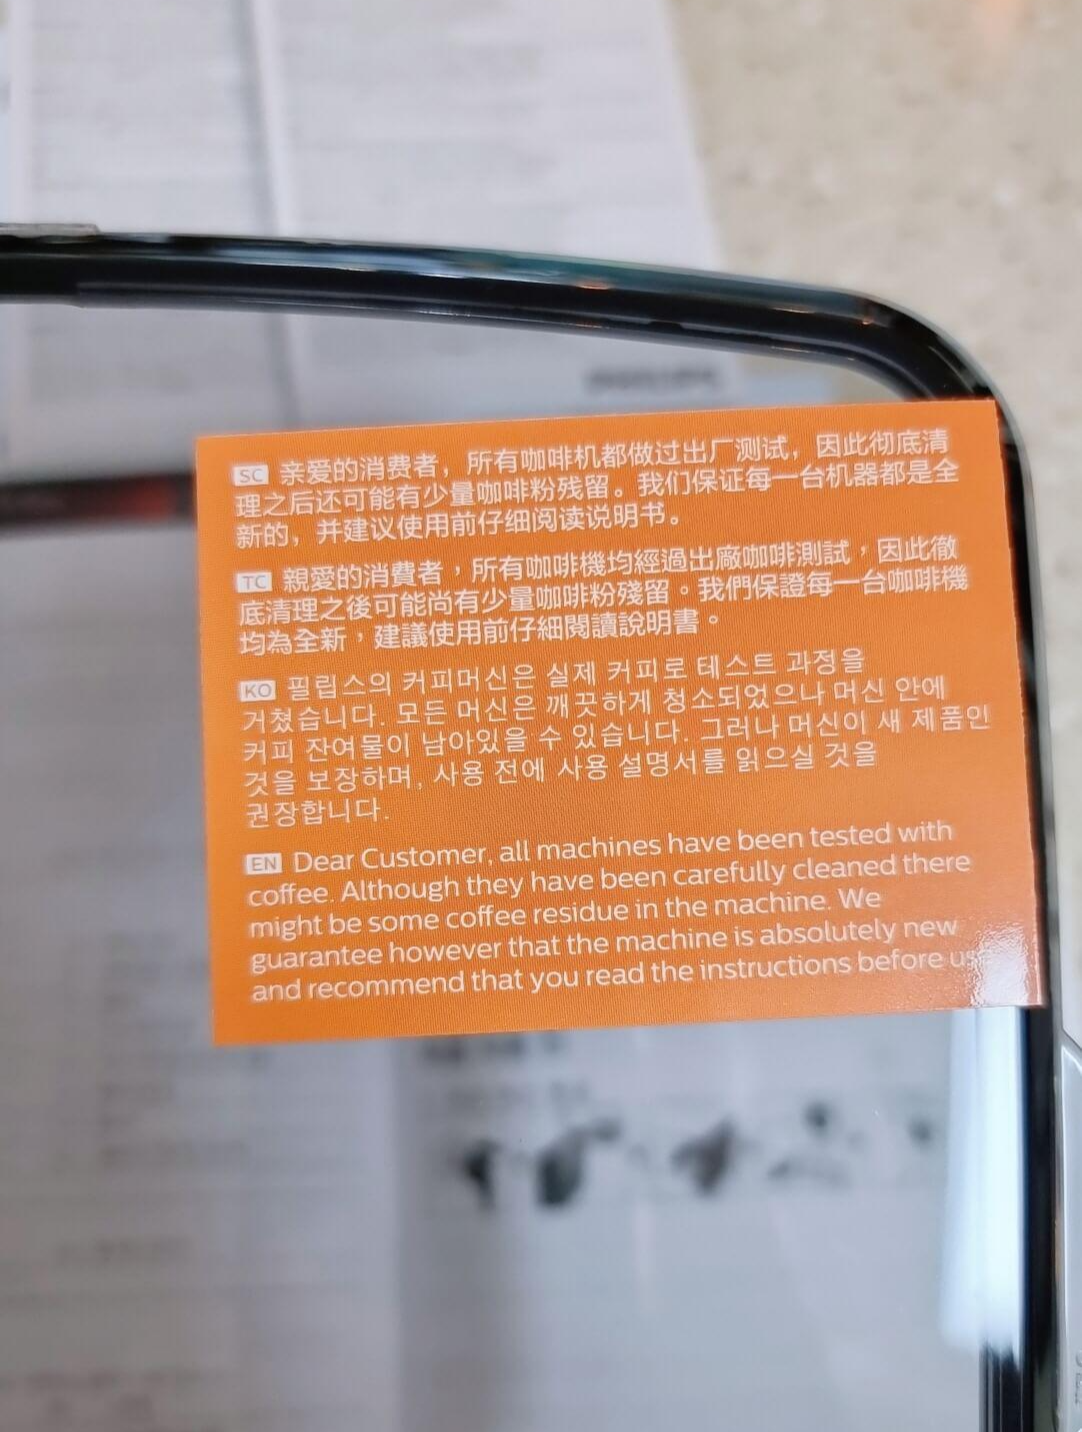 SC 亲爱的消费者，所有咖啡机都做过出厂测试，因此彻底清
理之后还可能有少量咖啡粉残留。我们保证每一台机器都是全
新的，并建议使用前仔细阅读说明书。
TC 親愛的消費者，所有咖啡機均經過出廠咖啡測試，因此徹
底清理之後可能尚有少量咖啡粉殘留。我們保證每一台咖啡機
均為全新，建議使用前仔細閱讀說明書。
KO 필립스의 커피머신은 실제 커피로 테스트 과정을
거쳤습니다. 모든 머신은 깨끗하게 청소되었으나 머신 안에
커피 잔여물이 남아있을 수 있습니다. 그러나 머신이 새 제품인
것을 보장하며, 사용 전에 사용 설명서를 읽으실 것을
권장합니다.
EN Dear Customer, all machines have been tested with
coffee. Although they have been carefully cleaned there
might be some coffee residue in the machine. We
guarantee however that the machine is absolutely new
and recommend that you read the instructions before